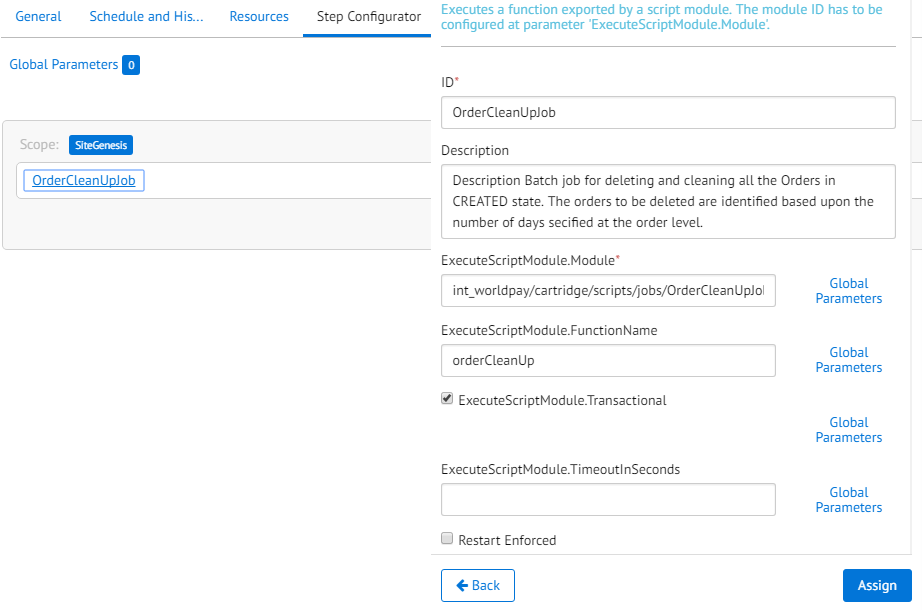 General
Schedule and His...
Resources
Step Configurator
Global Parameters 0
Scope: SiteGenesis
OrderCleanUpJob
Executes a function exported by a script module. The module ID has to be
configured at parameter 'ExecuteScriptModule.Module'.
ID*
OrderCleanUpJob
Description
Description Batch job for deleting and cleaning all the Orders in
CREATED state. The orders to be deleted are identified based upon the
number of days secified at the order level.
ExecuteScriptModule.Module*
int_worldpay/cartridge/scripts/jobs/OrderCleanUpJo
Global
Parameters
ExecuteScriptModule.FunctionName
orderCleanUp
Global
Parameters
ExecuteScriptModule.Transactional
Global
Parameters
ExecuteScriptModule.TimeoutInSeconds
Global
Parameters
Restart Enforced
Back
Assign